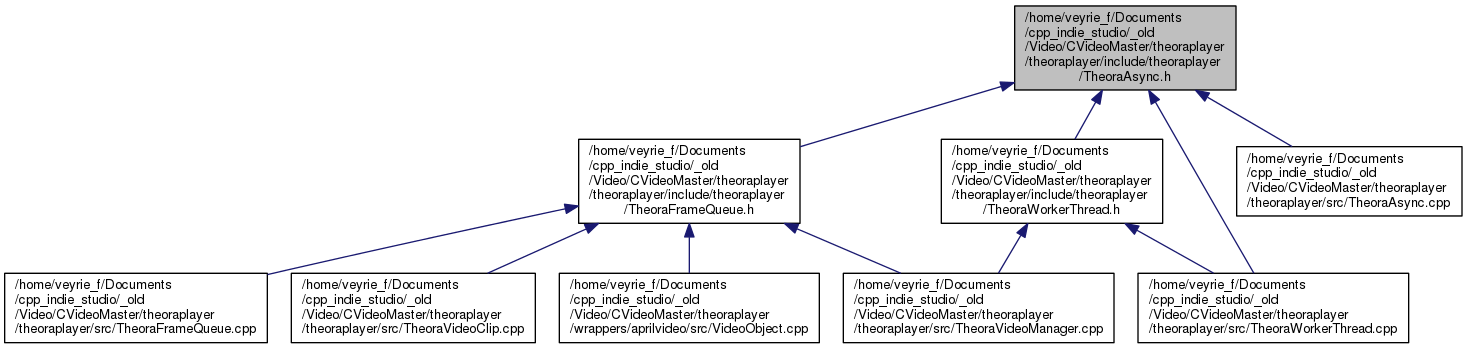 /home/veyrie_f/Documents
/cpp_indie_studio/_old
/Video/CVideoMaster/theoraplayer
/theoraplayer/include/theoraplayer
/TheoraAsync.h
/home/veyrie_f/Documents
/cpp_indie_studio/_old
/Video/CVideoMaster/theoraplayer
/theoraplayer/include/theoraplayer
/TheoraFrameQueue.h
/home/veyrie_f/Documents
/cpp_indie_studio/_old
/Video/CVideoMaster/theoraplayer
/theoraplayer/include/theoraplayer
/TheoraWorkerThread.h
/home/veyrie_f/Documents
/cpp_indie_studio/_old
/Video/CVideoMaster/theoraplayer
/theoraplayer/src/TheoraAsync.cpp
/home/veyrie_f/Documents
/cpp_indie_studio/_old
/Video/CVideoMaster/theoraplayer
/theoraplayer/src/TheoraFrameQueue.cpp
/home/veyrie_f/Documents
/cpp_indie_studio/_old
/Video/CVideoMaster/theoraplayer
/theoraplayer/src/TheoraVideoClip.cpp
/home/veyrie_f/Documents
/cpp_indie_studio/_old
/Video/CVideoMaster/theoraplayer
/wrappers/aprilvideo/src/VideoObject.cpp
/home/veyrie_f/Documents
/cpp_indie_studio/_old
/Video/CVideoMaster/theoraplayer
/theoraplayer/src/TheoraVideoManager.cpp
/home/veyrie_f/Documents
/cpp_indie_studio/_old
/Video/CVideoMaster/theoraplayer
/theoraplayer/src/TheoraWorkerThread.cpp